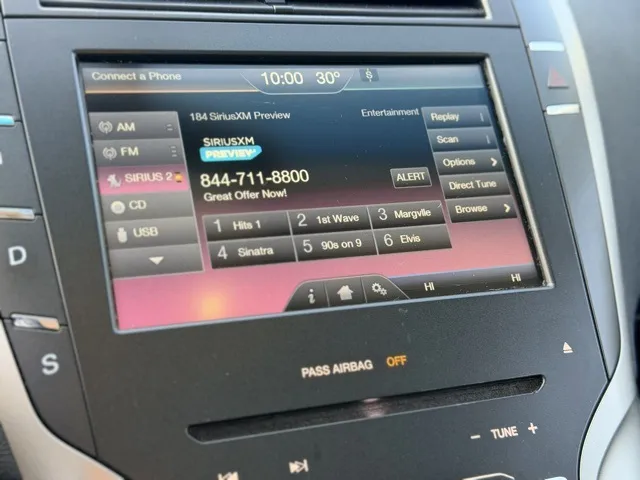 Connect a Phone 10:00 30° S
AM 184 SiriusXM Preview Entertainment Replay
FM SIRIUSXM PREVIEW Scan
SIRIUS 2 844-711-8800 ALERT Options
Great Offer Now! Direct Tune
CD 1 Hits 1 2 1st Wave 3 Margvlle Browse
USB 4 Sinatra 5 90s on 9 6 Elvis
i HI HI
D
S
PASS AIRBAG OFF
– TUNE +